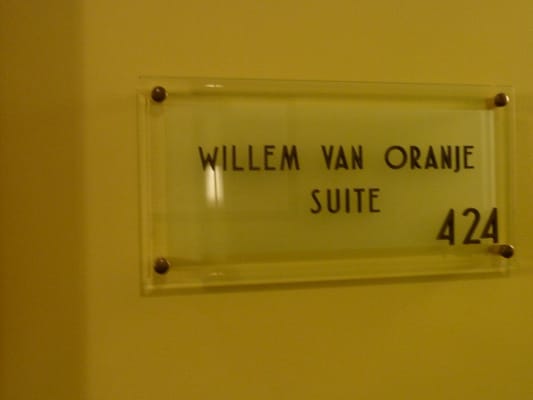 WILLEM VAN ORANJE
SUITE
424